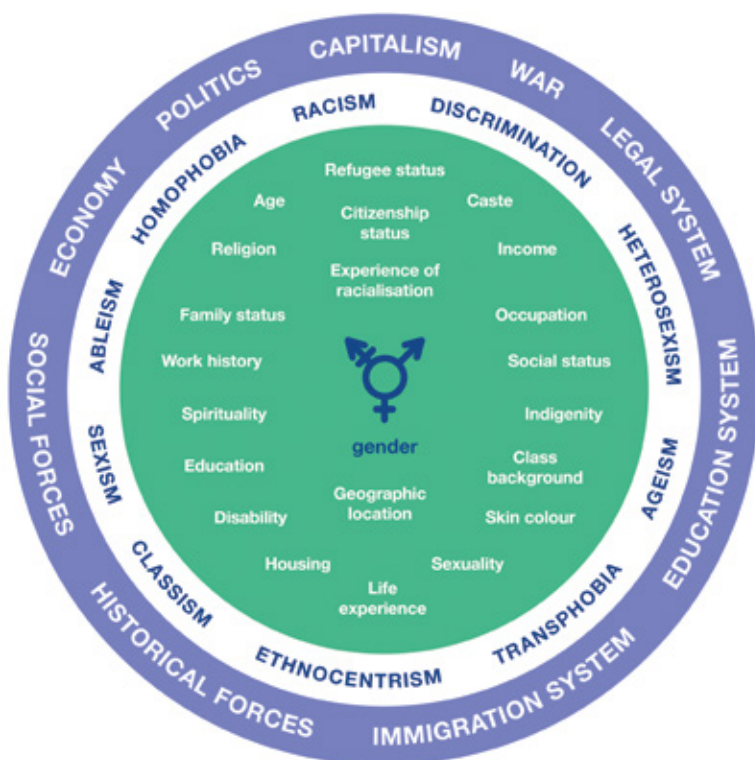 CAPITALISM
WAR
LEGAL SYSTEM
EDUCATION SYSTEM
IMMIGRATION SYSTEM
HISTORICAL FORCES
SOCIAL FORCES
ECONOMY
POLITICS
RACISM
DISCRIMINATION
HETEROSEXISM
AGEISM
TRANSPHOBIA
ETHNOCENTRISM
CLASSISM
SEXISM
ABLEISM
HOMOPHOBIA
Refugee status
Age
Citizenship
status
Caste
Religion
Income
Experience of
racialisation
Family status
Occupation
Work history
Social status
Spirituality
Indigenity
gender
Education
Class
background
Geographic
location
Disability
Skin colour
Housing
Sexuality
Life
experience